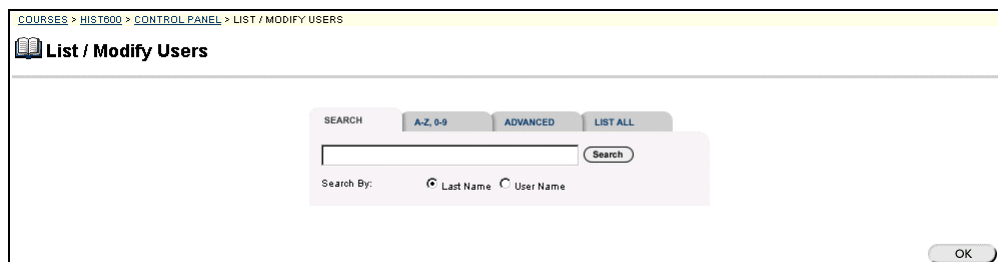 COURSES > HIST600 > CONTROL PANEL > LIST / MODIFY USERS
List / Modify Users
SEARCH A-Z, 0-9 ADVANCED LIST ALL
Search
Search By: Last Name User Name
OK